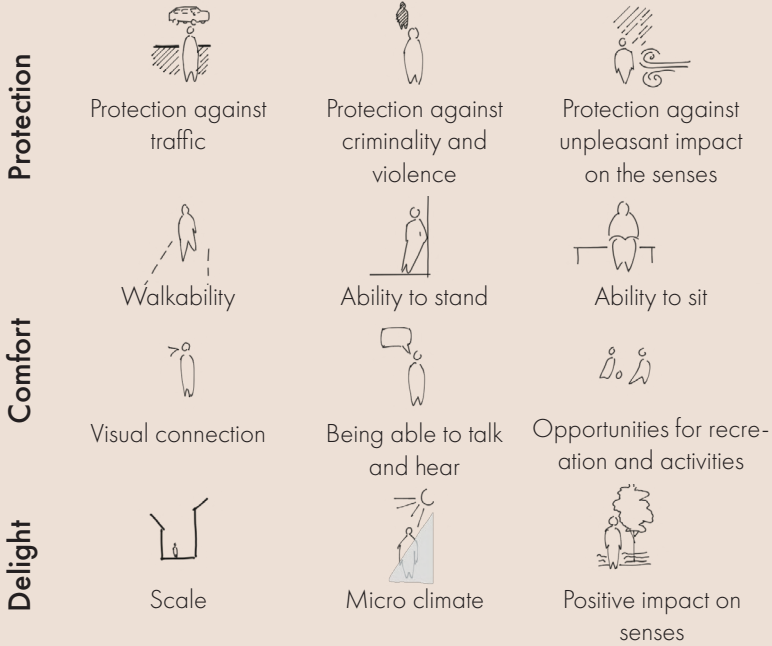 Protection
Protection against
traffic
Protection against
criminality and
violence
Protection against
unpleasant impact
on the senses
Comfort
Walkability
Ability to stand
Ability to sit
Visual connection
Being able to talk
and hear
Opportunities for recre-
ation and activities
Delight
Scale
Micro climate
Positive impact on
senses